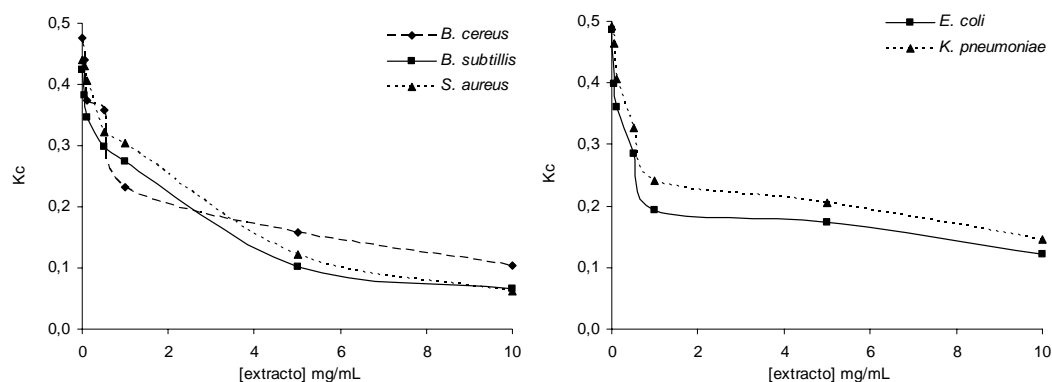 0,5
0,4
0,3
0,2
0,1
0,0
Kc
0 2 4 6 8 10
[extracto] mg/mL
B. cereus
B. subtillis
S. aureus
0,5
0,4
0,3
0,2
0,1
0,0
Kc
0 2 4 6 8 10
[extracto] mg/mL
E. coli
K. pneumoniae